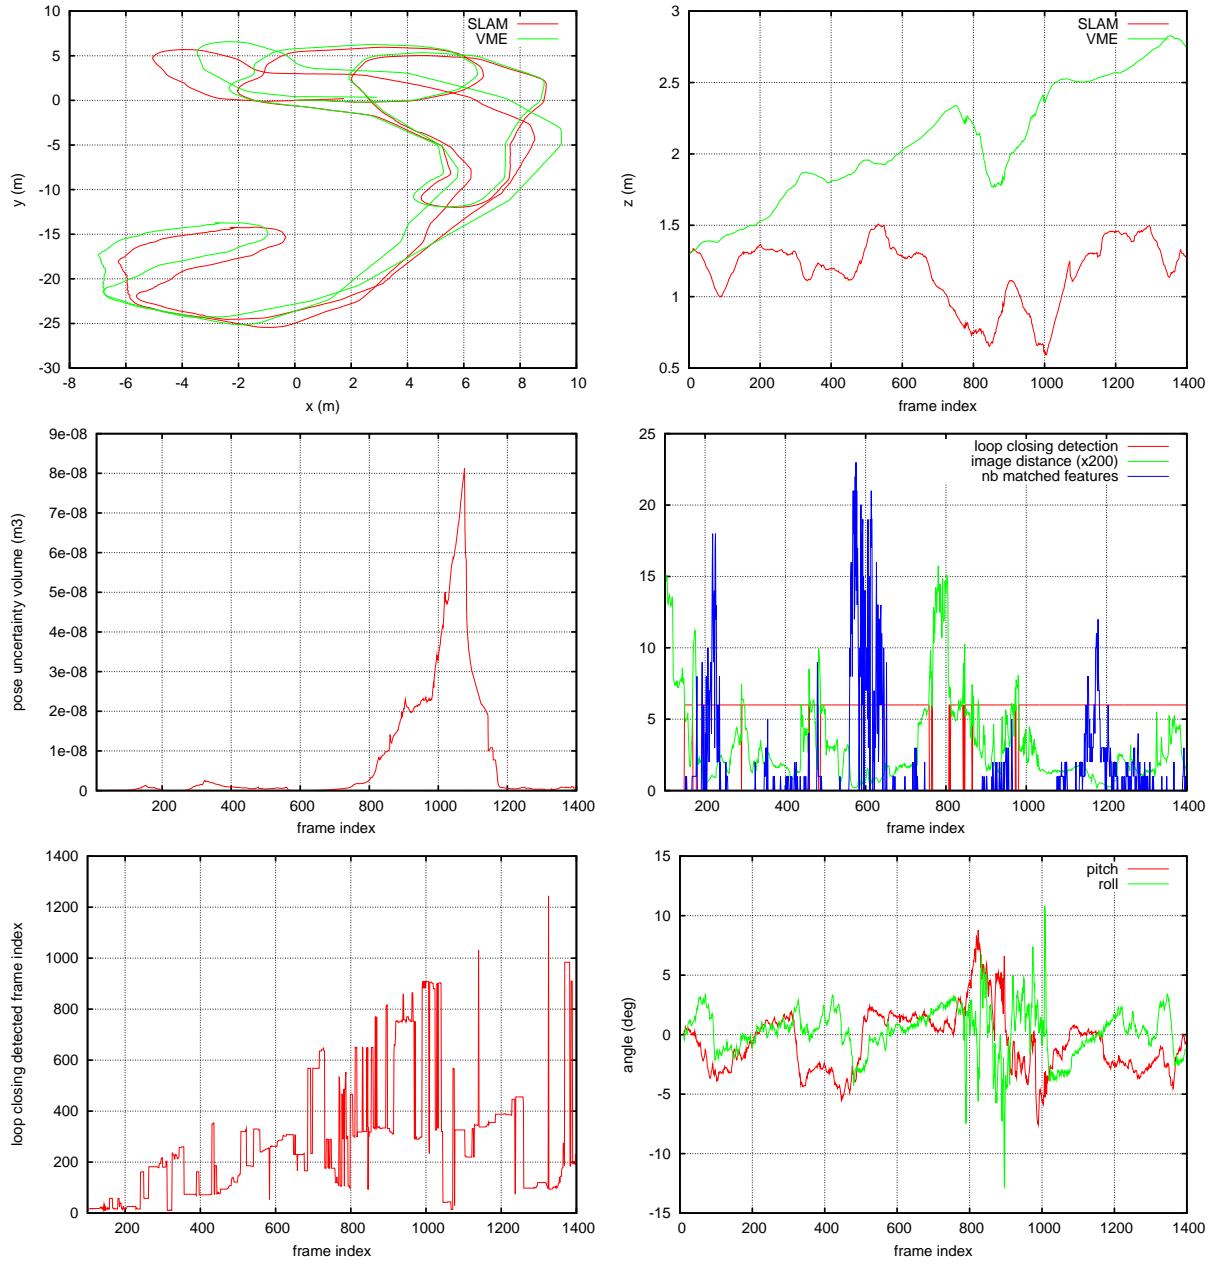 SLAM
VME
10
5
0
-5
-10
-15
-20
-25
-30
y (m)
-8 -6 -4 -2 0 2 4 6 8 10
x (m)
SLAM
VME
3
2.5
2
1.5
1
0.5
z (m)
0 200 400 600 800 1000 1200 1400
frame index
9e-08
8e-08
7e-08
6e-08
5e-08
4e-08
3e-08
2e-08
1e-08
0
pose uncertainty volume (m3)
200 400 600 800 1000 1200 1400
frame index
loop closing detection
image distance (x200)
nb matched features
25
20
15
10
5
0
200 400 600 800 1000 1200 1400
frame index
1400
1200
1000
800
600
400
200
0
loop closing detected frame index
200 400 600 800 1000 1200 1400
frame index
pitch
roll
15
10
5
0
-5
-10
-15
angle (deg)
0 200 400 600 800 1000 1200 1400
frame index